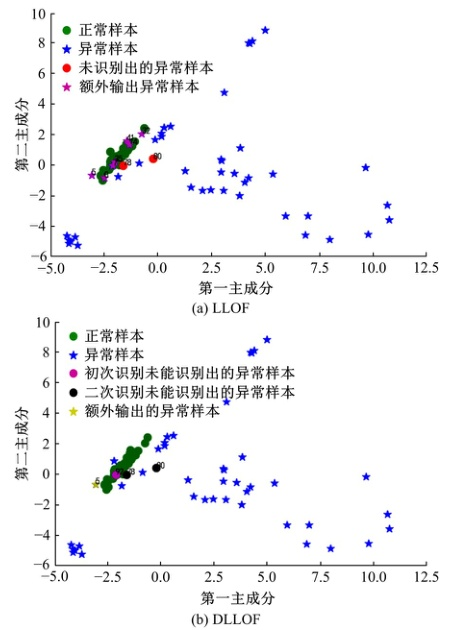 10
8
6
4
2
0
−2
−4
−6
第二主成分
正常样本
异常样本
未识别出的异常样本
额外输出异常样本
−5.0 −2.5 0.0 2.5 5.0 7.5 10.0 12.5
第一主成分
(a) LLOF
10
8
6
4
2
0
−2
−4
−6
第二主成分
正常样本
异常样本
初次识别未能识别出的异常样本
二次识别未能识别出的异常样本
额外输出的异常样本
−5.0 −2.5 0.0 2.5 5.0 7.5 10.0 12.5
第一主成分
(b) DLLOF